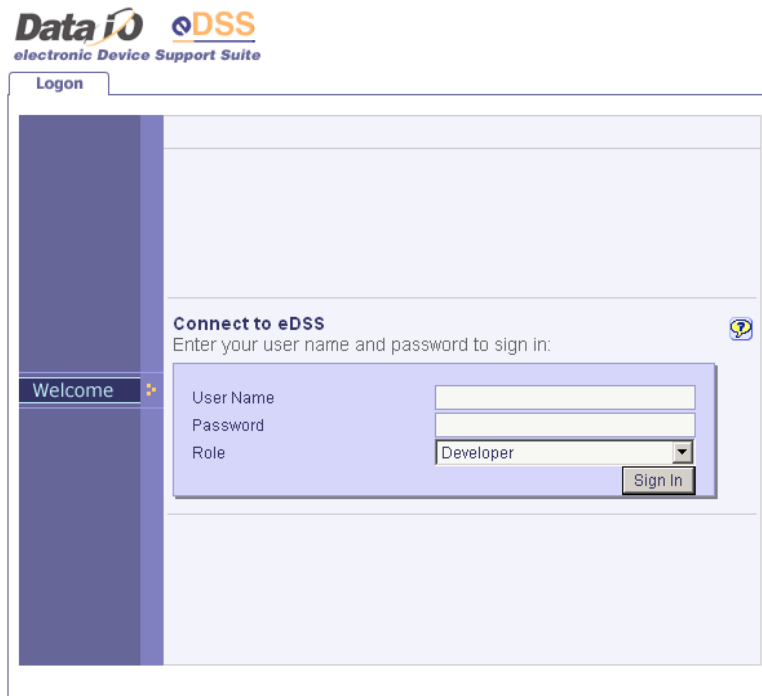 Data IO eDSS
electronic Device Support Suite
Logon
Connect to eDSS
Enter your user name and password to sign in:
Welcome
User Name
Password
Role Developer
Sign In